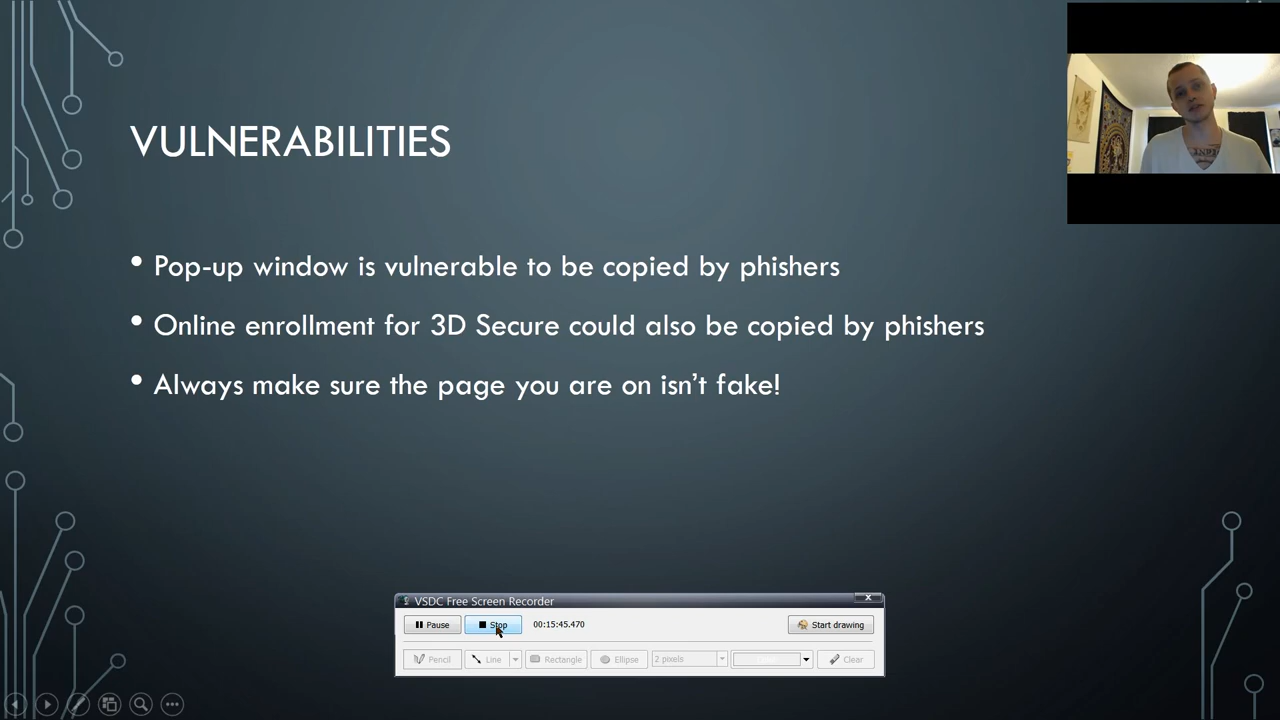 VULNERABILITIES
• Pop-up window is vulnerable to be copied by phishers
• Online enrollment for 3D Secure could also be copied by phishers
• Always make sure the page you are on isn't fake!
VSDC Free Screen Recorder
Pause Stop 00:15:45.470 Start drawing
Pencil Line Rectangle Ellipse 2 pixels Clear